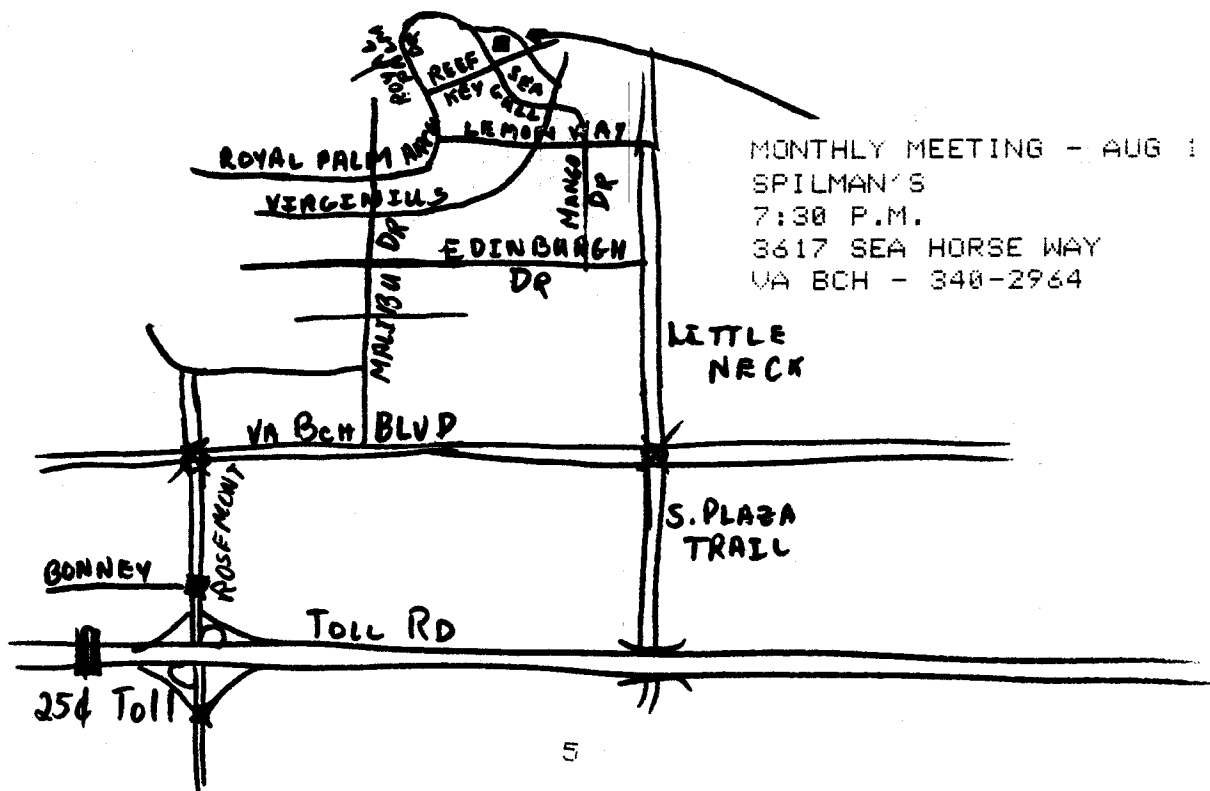 REEF
KEY
SEA
GULL
LEMON WAY
ROYAL PALM ARCH
MONTHLY MEETING - AUG 1
SPILMAN'S
7:30 P.M.
3617 SEA HORSE WAY
VA BCH - 340-2964
VIRGINIUS
DR
MANGO
DR
EDINBURGH
DR
MALIBU
LITTLE
NECK
VA BCH BLVD
ROSEMONT
S. PLAZA
TRAIL
BONNEY
TOLL RD
25¢ Toll
5